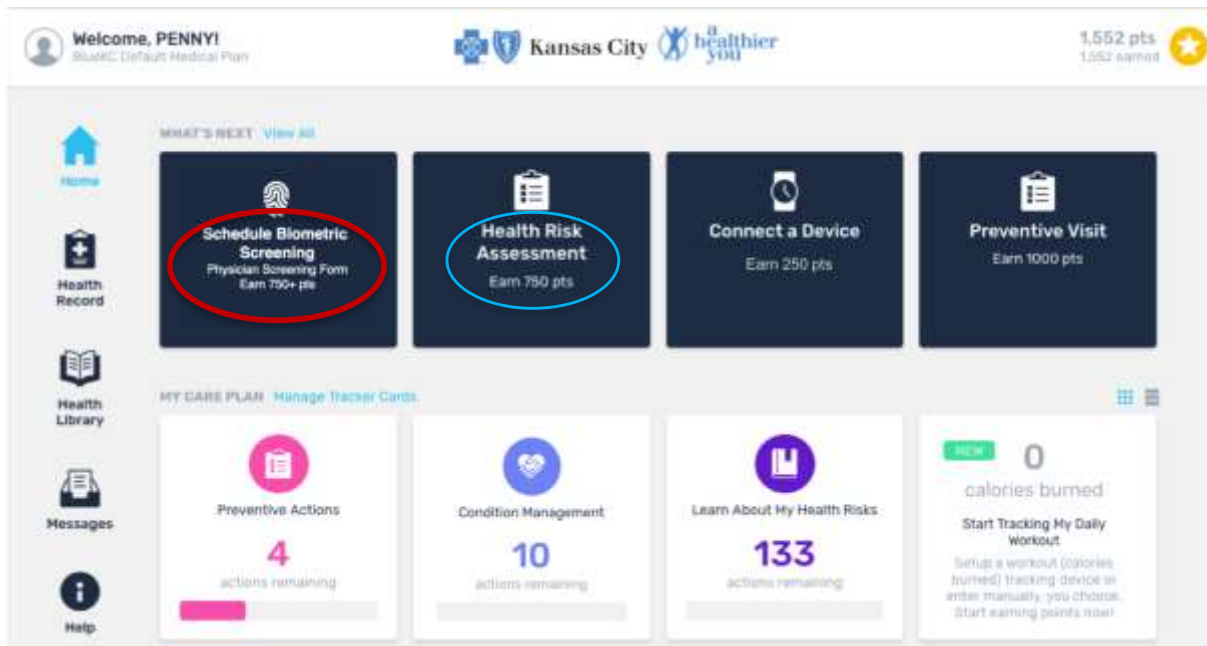 Welcome, PENNY!
BlueKC Default Medical Plan
Kansas City
a healthier you
1,552 pts
1,552 earned
WHAT'S NEXT View All
Home
Schedule Biometric
Screening
Physician Screening Form
Earn 750+ pts
Health Risk
Assessment
Earn 750 pts
Connect a Device
Earn 250 pts
Preventive Visit
Earn 1000 pts
Health
Record
Health
Library
Messages
Help
MY CARE PLAN Manage Tracker Cards
Preventive Actions
4
actions remaining
Condition Management
10
actions remaining
Learn About My Health Risks
133
actions remaining
NEW
0
calories burned
Start Tracking My Daily
Workout
Setup a workout (calories
burned) tracking device or
enter manually, you choose.
Start earning points now!